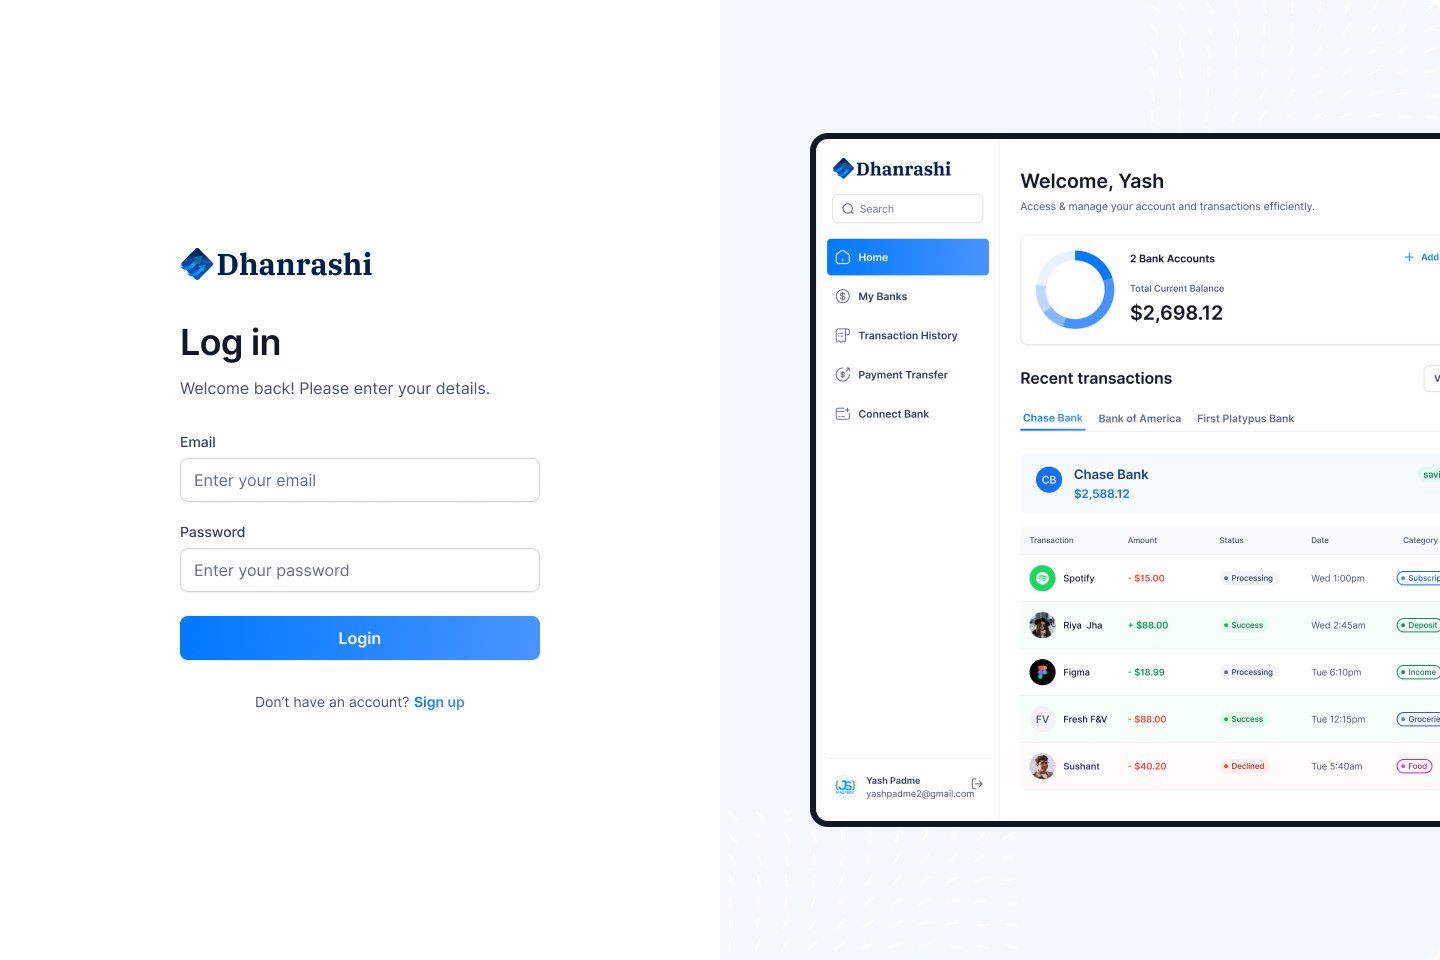 Dhanrashi
Log in
Welcome back! Please enter your details.
Email
Enter your email
Password
Enter your password
Login
Don’t have an account? Sign up
Dhanrashi
Search
Home
My Banks
Transaction History
Payment Transfer
Connect Bank
Yash Padme
yashpadme2@gmail.com
Welcome, Yash
Access & manage your account and transactions efficiently.
2 Bank Accounts
Add
Total Current Balance
$2,698.12
Recent transactions
V
Chase Bank Bank of America First Platypus Bank
CB Chase Bank
$2,588.12
savi
Transaction Amount Status Date Category
Spotify - $15.00 Processing Wed 1:00pm Subscrip
Riya Jha + $88.00 Success Wed 2:45am Deposit
Figma - $18.99 Processing Tue 6:10pm Income
FV Fresh F&V - $88.00 Success Tue 12:15pm Grocerie
Sushant - $40.20 Declined Tue 5:40am Food